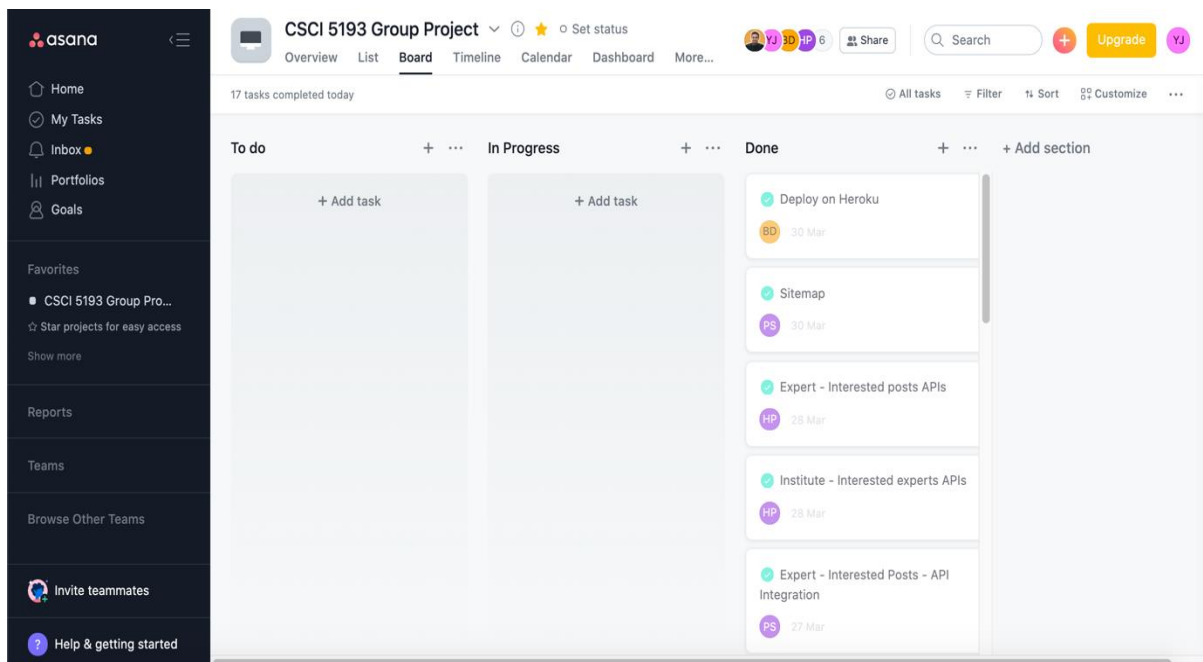 asana
Home
My Tasks
Inbox
Portfolios
Goals
Favorites
CSCI 5193 Group Pro...
Star projects for easy access
Show more
Reports
Teams
Browse Other Teams
Invite teammates
? Help & getting started
CSCI 5193 Group Project
Set status
Overview List Board Timeline Calendar Dashboard More...
YJ BD HP 6 Share
Search
Upgrade
YJ
17 tasks completed today
All tasks Filter Sort Customize
To do
+ Add task
In Progress
+ Add task
Done
Deploy on Heroku
BD 30 Mar
Sitemap
PS 30 Mar
Expert - Interested posts APIs
HP 28 Mar
Institute - Interested experts APIs
HP 28 Mar
Expert - Interested Posts - API
Integration
PS 27 Mar
+ Add section